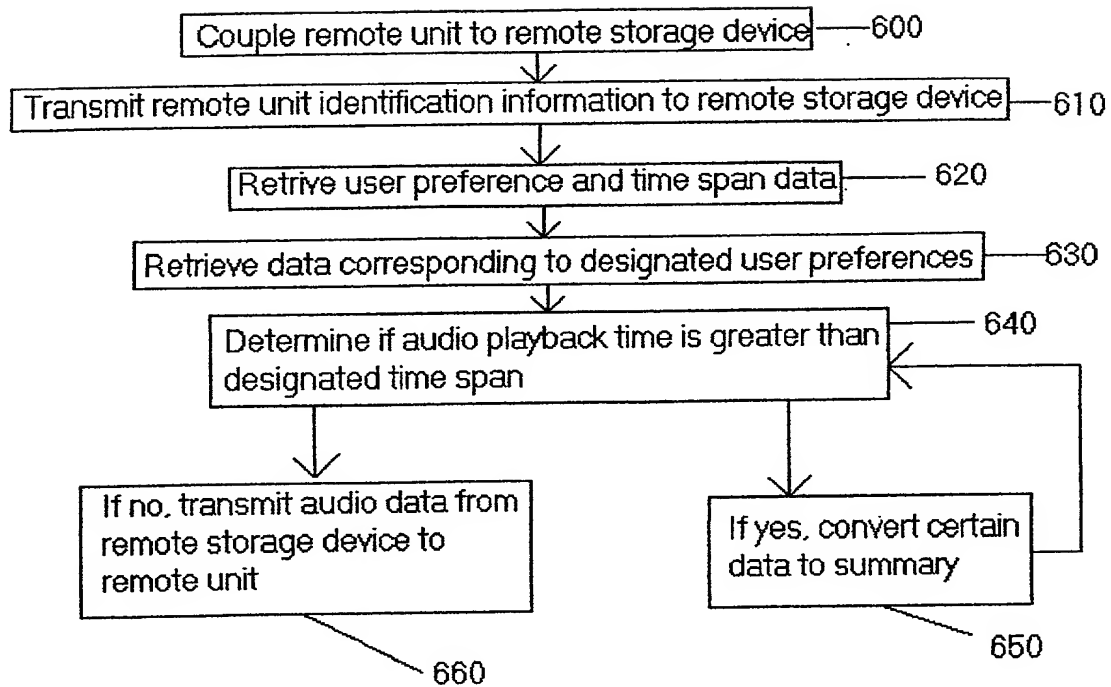 Couple remote unit to remote storage device 600
Transmit remote unit identification information to remote storage device 610
Retrive user preference and time span data 620
Retrieve data corresponding to designated user preferences 630
Determine if audio playback time is greater than
designated time span
640
If no, transmit audio data from
remote storage device to
remote unit
660
If yes, convert certain
data to summary
650